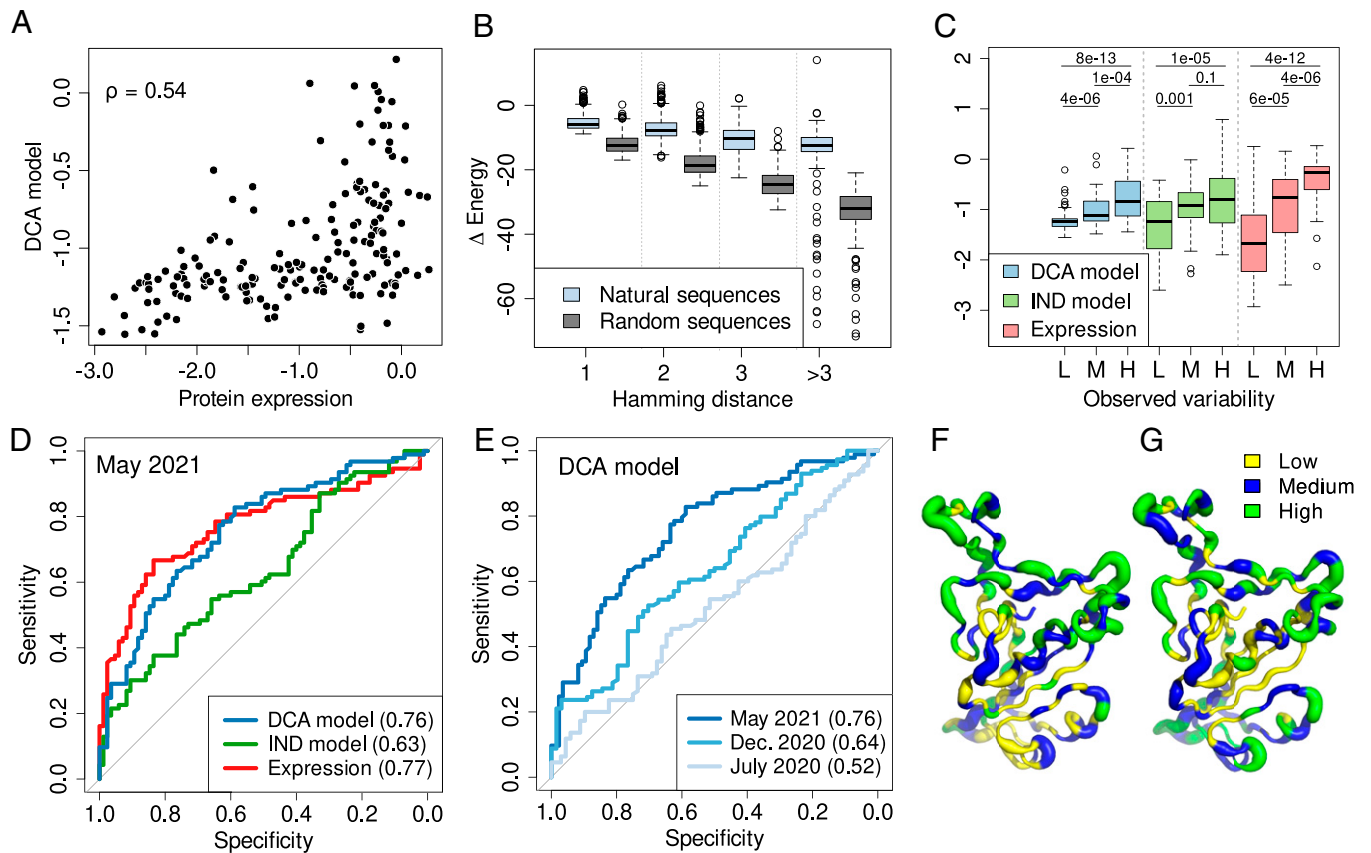 A
ρ = 0.54
DCA model
0.0
-0.5
-1.0
-1.5
-3.0 -2.0 -1.0 0.0
Protein expression
B
Δ Energy
0
-20
-40
-60
Natural sequences
Random sequences
1 2 3 >3
Hamming distance
C
2
1
0
-1
-2
-3
8e-13
1e-04
4e-06
1e-05
0.1
0.001
4e-12
4e-06
6e-05
DCA model
IND model
Expression
L M H L M H L M H
Observed variability
D
May 2021
Sensitivity
1.0
0.8
0.6
0.4
0.2
0.0
DCA model (0.76)
IND model (0.63)
Expression (0.77)
1.0 0.8 0.6 0.4 0.2 0.0
Specificity
E
DCA model
Sensitivity
1.0
0.8
0.6
0.4
0.2
0.0
May 2021 (0.76)
Dec. 2020 (0.64)
July 2020 (0.52)
1.0 0.8 0.6 0.4 0.2 0.0
Specificity
F
G
Low
Medium
High